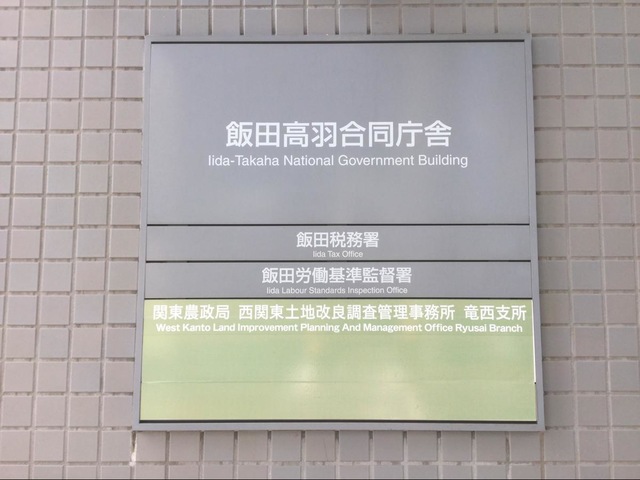 飯田高羽合同庁舎
Iida-Takaha National Government Building
飯田税務署
Iida Tax Office
飯田労働基準監督署
Iida Labour Standards Inspection Office
関東農政局 西関東土地改良調査管理事務所 竜西支所
West Kanto Land Improvement Planning And Management Office Ryusai Branch